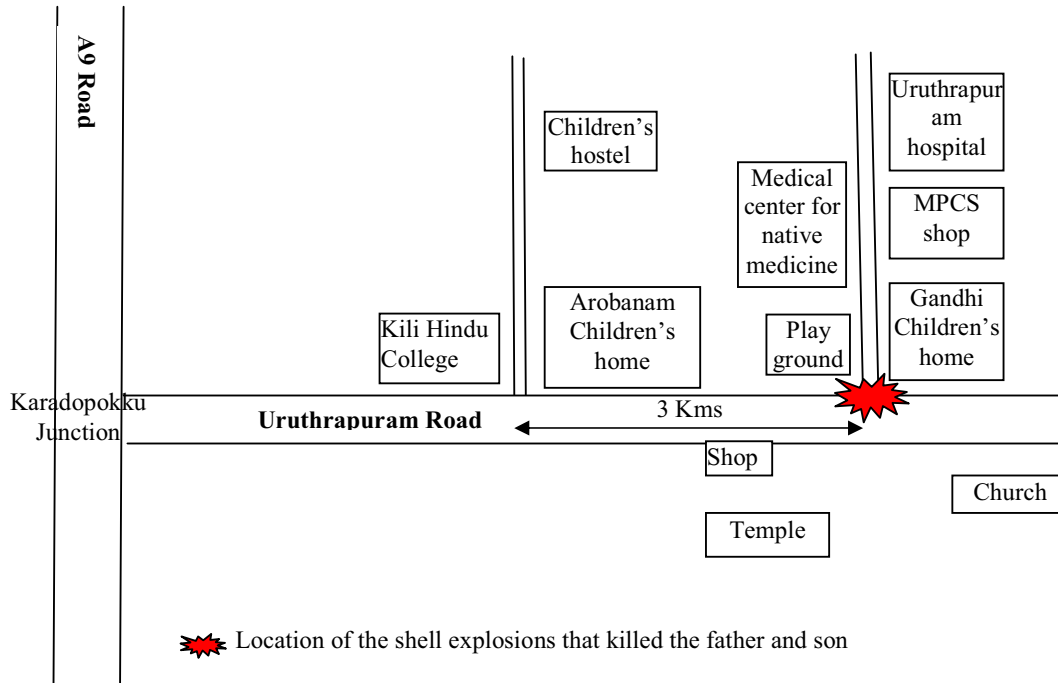 A9 Road
Children's
hostel
Uruthrapur
am
hospital
Medical
center for
native
medicine
MPCS
shop
Kili Hindu
College
Arobanam
Children's
home
Play
ground
Gandhi
Children's
home
Karadopokku
Junction
Uruthrapuram Road
3 Kms
Shop
Church
Temple
Location of the shell explosions that killed the father and son